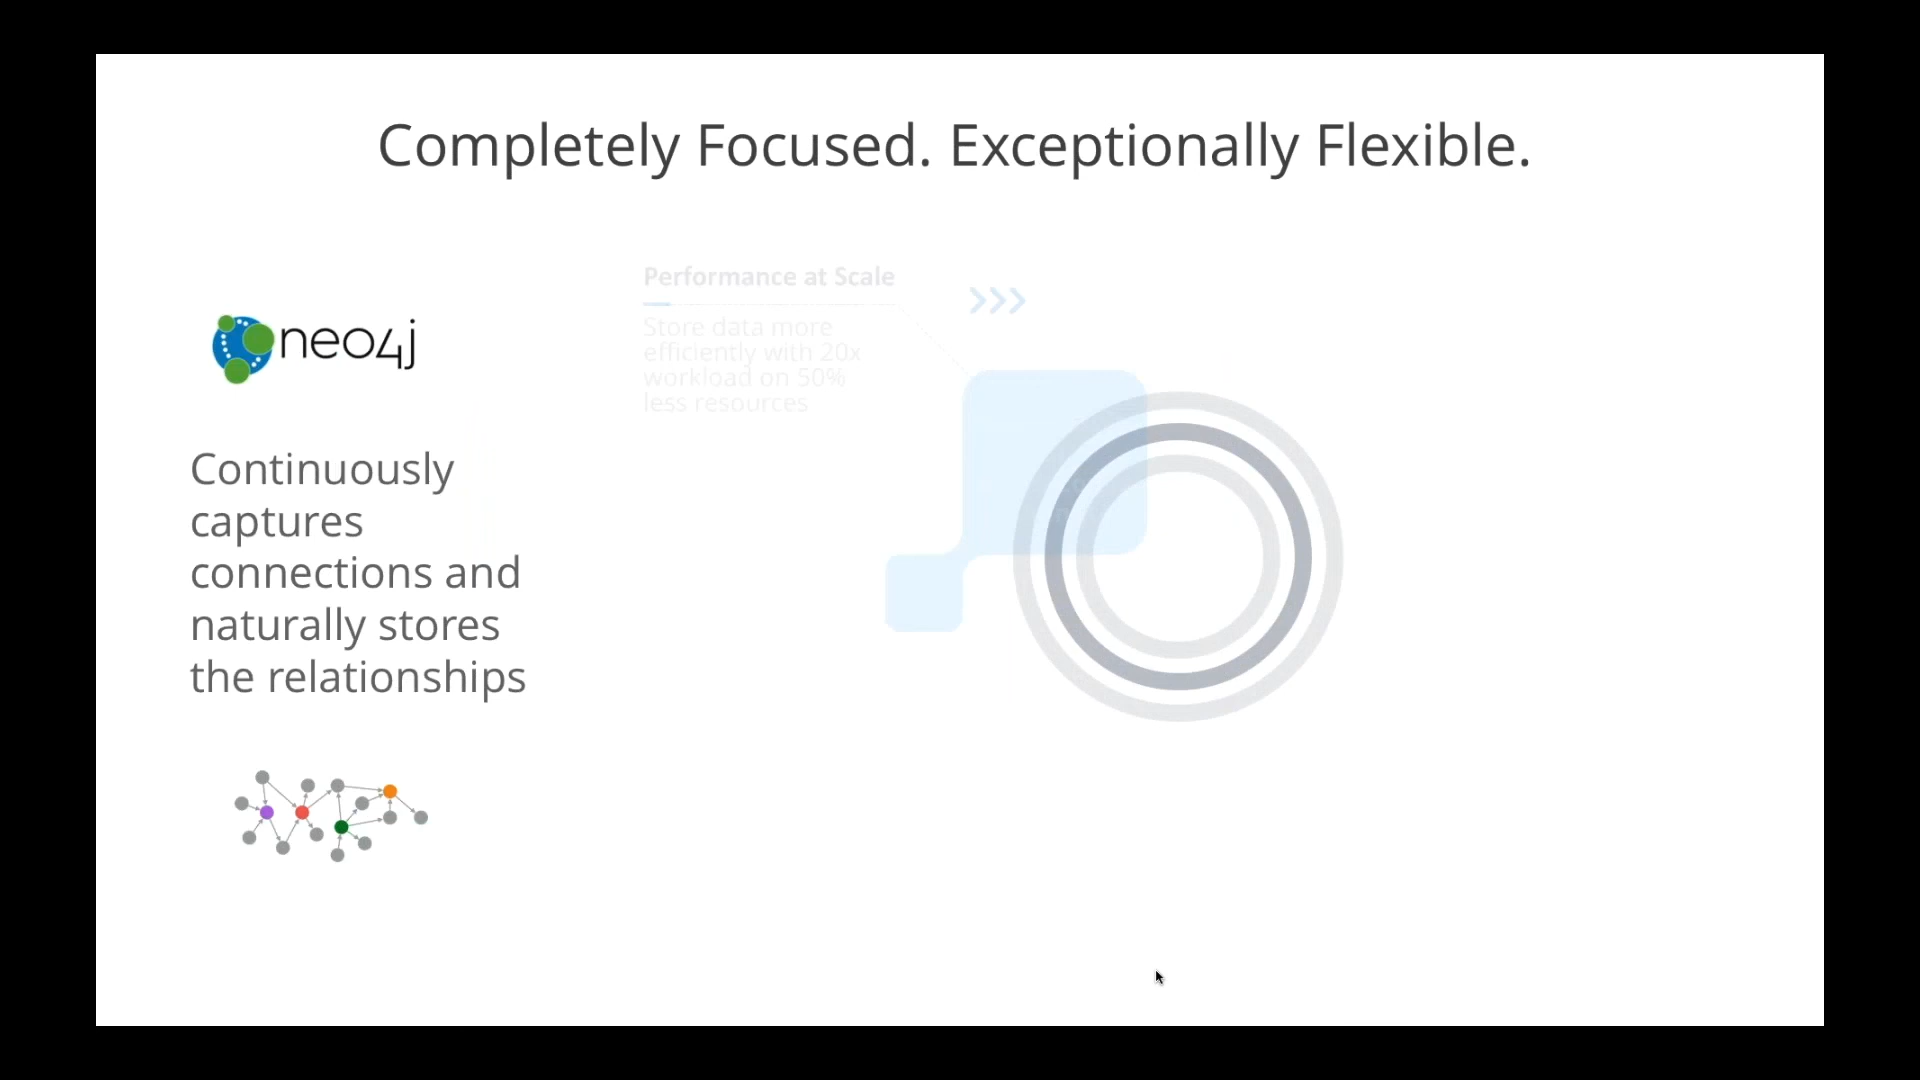 Completely Focused. Exceptionally Flexible.
neo4j
Continuously
captures
connections and
naturally stores
the relationships
Performance at Scale
Store data more
efficiently with 20x
workload on 50%
less resources